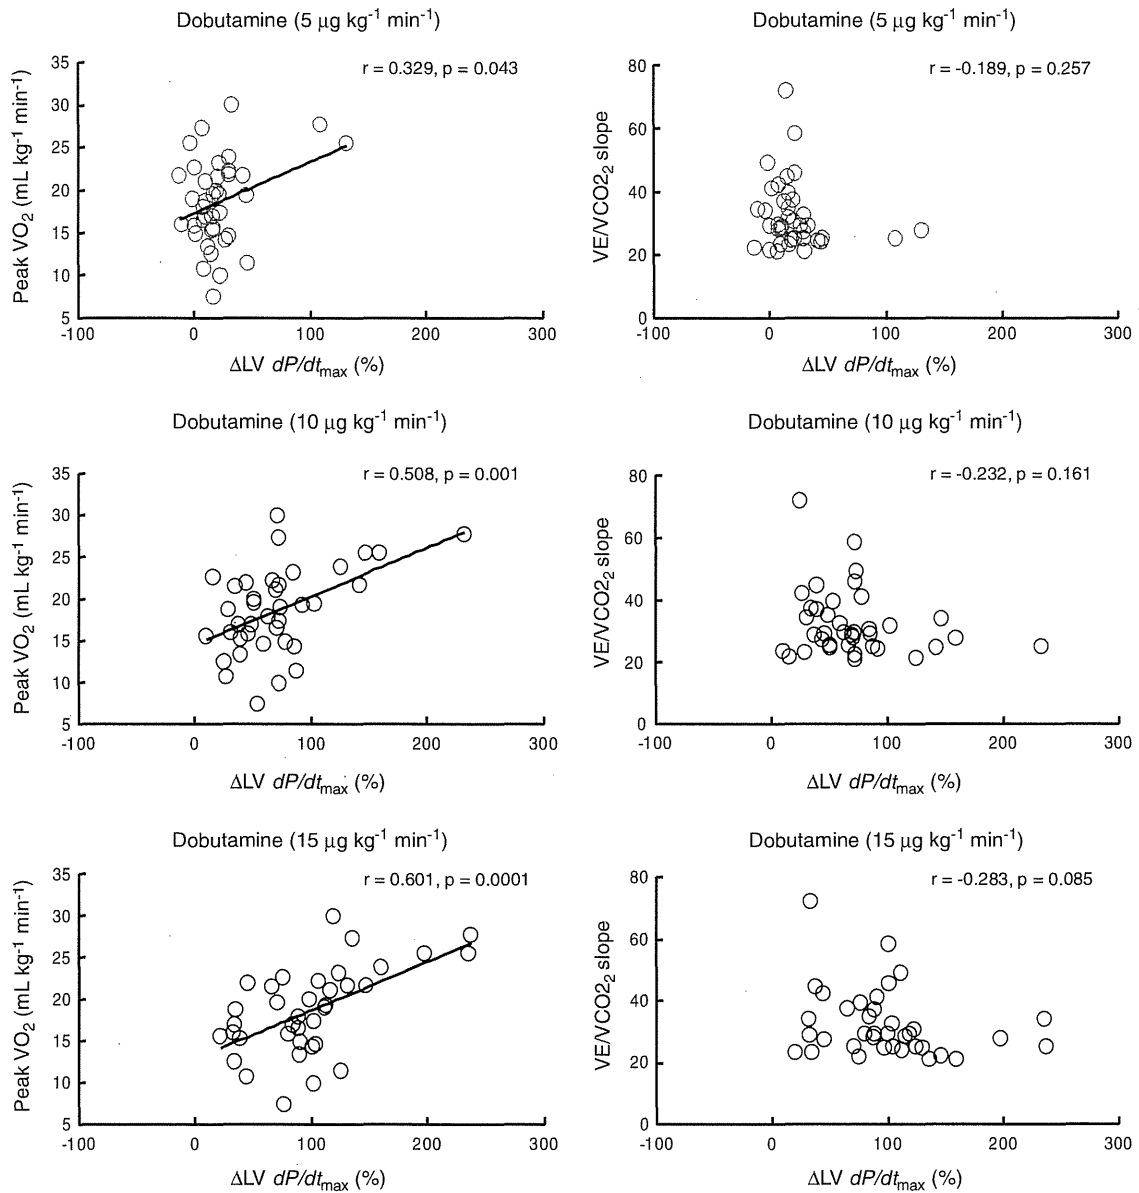 Dobutamine (5 μg kg-1 min-1)
r = 0.329, p = 0.043
Peak VO2 (mL kg-1 min-1)
35
30
25
20
15
10
5
-100 0 100 200 300
ΔLV dP/dtmax (%)
Dobutamine (5 μg kg-1 min-1)
r = -0.189, p = 0.257
VE/VCO22 slope
80
60
40
20
0
-100 0 100 200 300
ΔLV dP/dtmax (%)
Dobutamine (10 μg kg-1 min-1)
r = 0.508, p = 0.001
Peak VO2 (mL kg-1 min-1)
35
30
25
20
15
10
5
-100 0 100 200 300
ΔLV dP/dtmax (%)
Dobutamine (10 μg kg-1 min-1)
r = -0.232, p = 0.161
VE/VCO22 slope
80
60
40
20
0
-100 0 100 200 300
ΔLV dP/dtmax (%)
Dobutamine (15 μg kg-1 min-1)
r = 0.601, p = 0.0001
Peak VO2 (mL kg-1 min-1)
35
30
25
20
15
10
5
-100 0 100 200 300
ΔLV dP/dtmax (%)
Dobutamine (15 μg kg-1 min-1)
r = -0.283, p = 0.085
VE/VCO22 slope
80
60
40
20
0
-100 0 100 200 300
ΔLV dP/dtmax (%)